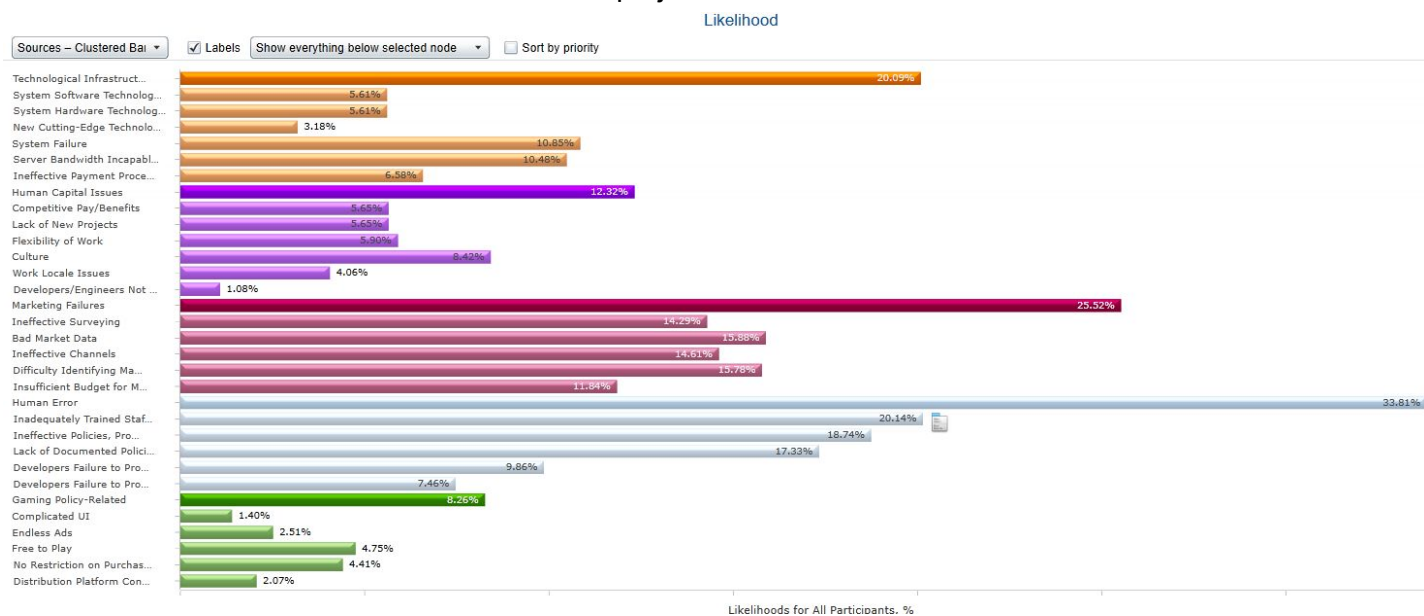 Likelihood
Sources – Clustered Bar Labels Show everything below selected node Sort by priority
Technological Infrastruct... 20.09%
System Software Technolog... 5.61%
System Hardware Technolog... 5.61%
New Cutting-Edge Technolo... 3.18%
System Failure 10.85%
Server Bandwidth Incapabl... 10.48%
Ineffective Payment Proce... 6.58%
Human Capital Issues 12.32%
Competitive Pay/Benefits 5.65%
Lack of New Projects 5.65%
Flexibility of Work 5.90%
Culture 8.42%
Work Locale Issues 4.06%
Developers/Engineers Not ... 1.08%
Marketing Failures 25.52%
Ineffective Surveying 14.29%
Bad Market Data 15.88%
Ineffective Channels 14.61%
Difficulty Identifying Ma... 15.78%
Insufficient Budget for M... 11.84%
Human Error 33.81%
Inadequately Trained Staf... 20.14%
Ineffective Policies, Pro... 18.74%
Lack of Documented Polici... 17.33%
Developers Failure to Pro... 9.86%
Developers Failure to Pro... 7.46%
Gaming Policy-Related 8.26%
Complicated UI 1.40%
Endless Ads 2.51%
Free to Play 4.75%
No Restriction on Purchas... 4.41%
Distribution Platform Con... 2.07%
Likelihoods for All Participants, %